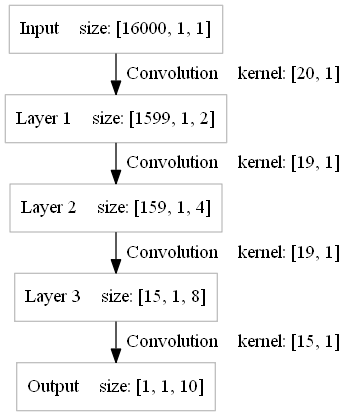 Input size: [16000, 1, 1]
Convolution kernel: [20, 1]
Layer 1 size: [1599, 1, 2]
Convolution kernel: [19, 1]
Layer 2 size: [159, 1, 4]
Convolution kernel: [19, 1]
Layer 3 size: [15, 1, 8]
Convolution kernel: [15, 1]
Output size: [1, 1, 10]